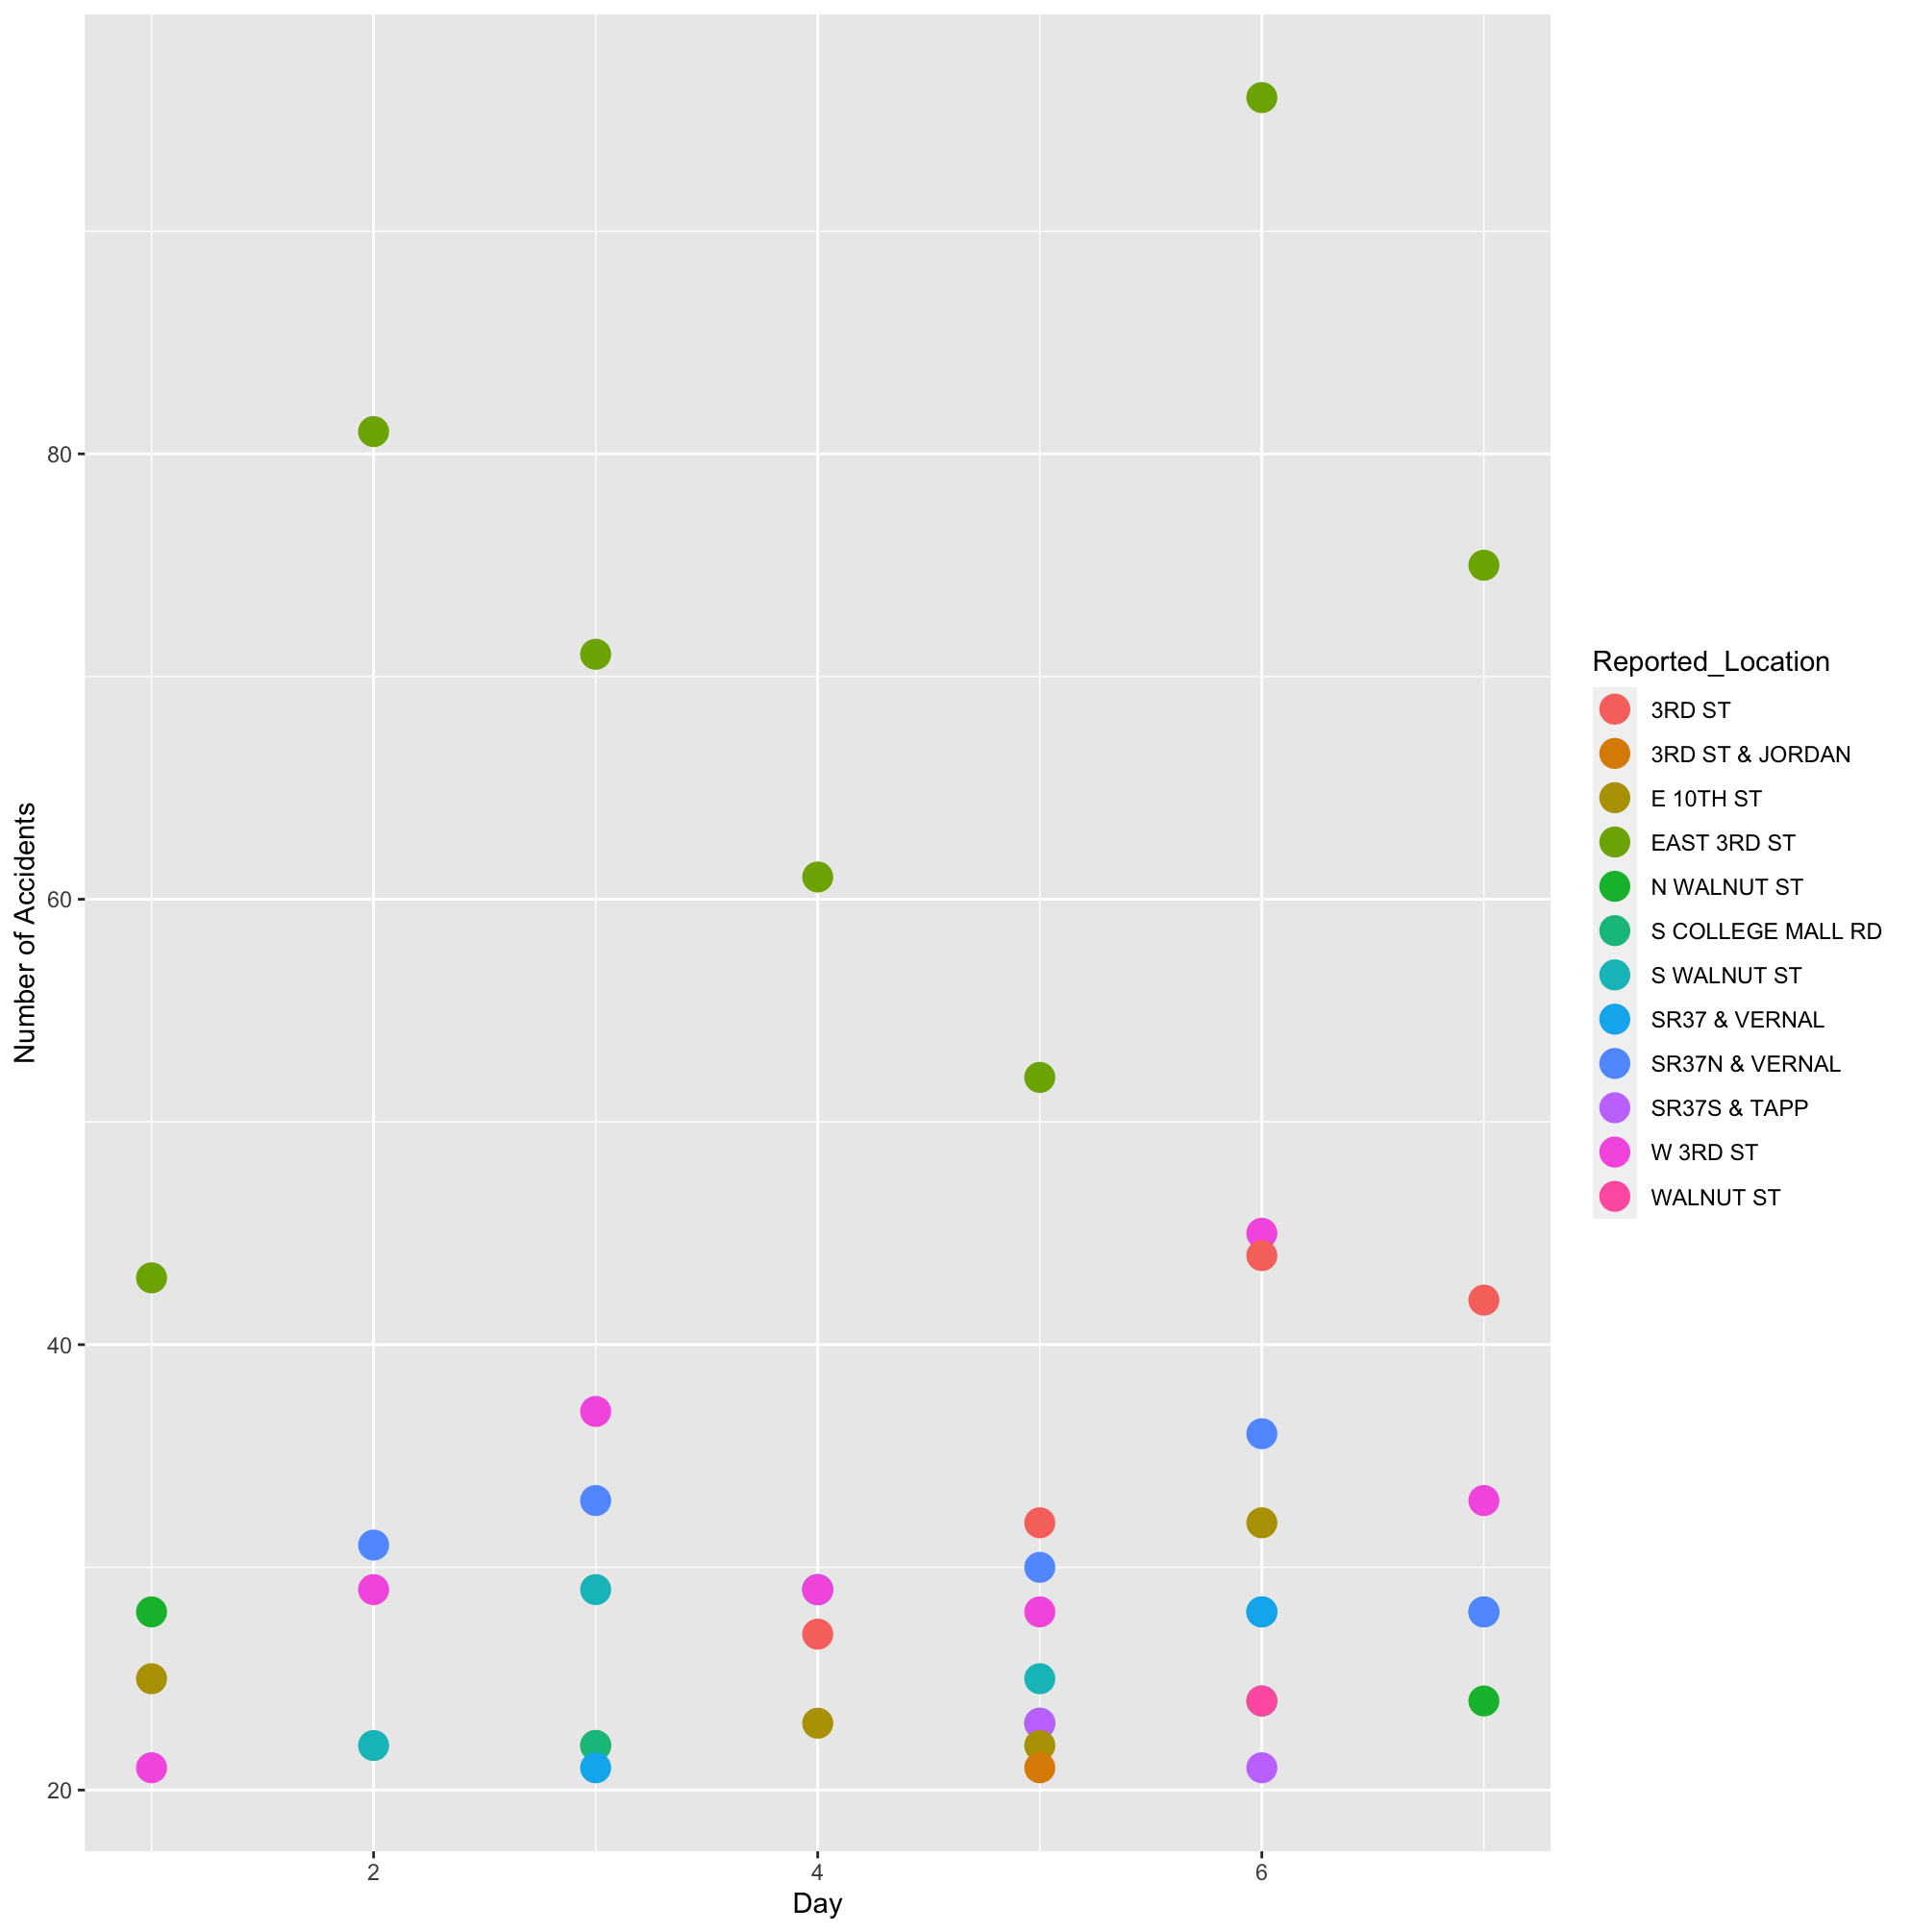 80
60
40
20
Number of Accidents
2
4
6
Day
Reported_Location
3RD ST
3RD ST & JORDAN
E 10TH ST
EAST 3RD ST
N WALNUT ST
S COLLEGE MALL RD
S WALNUT ST
SR37 & VERNAL
SR37N & VERNAL
SR37S & TAPP
W 3RD ST
WALNUT ST